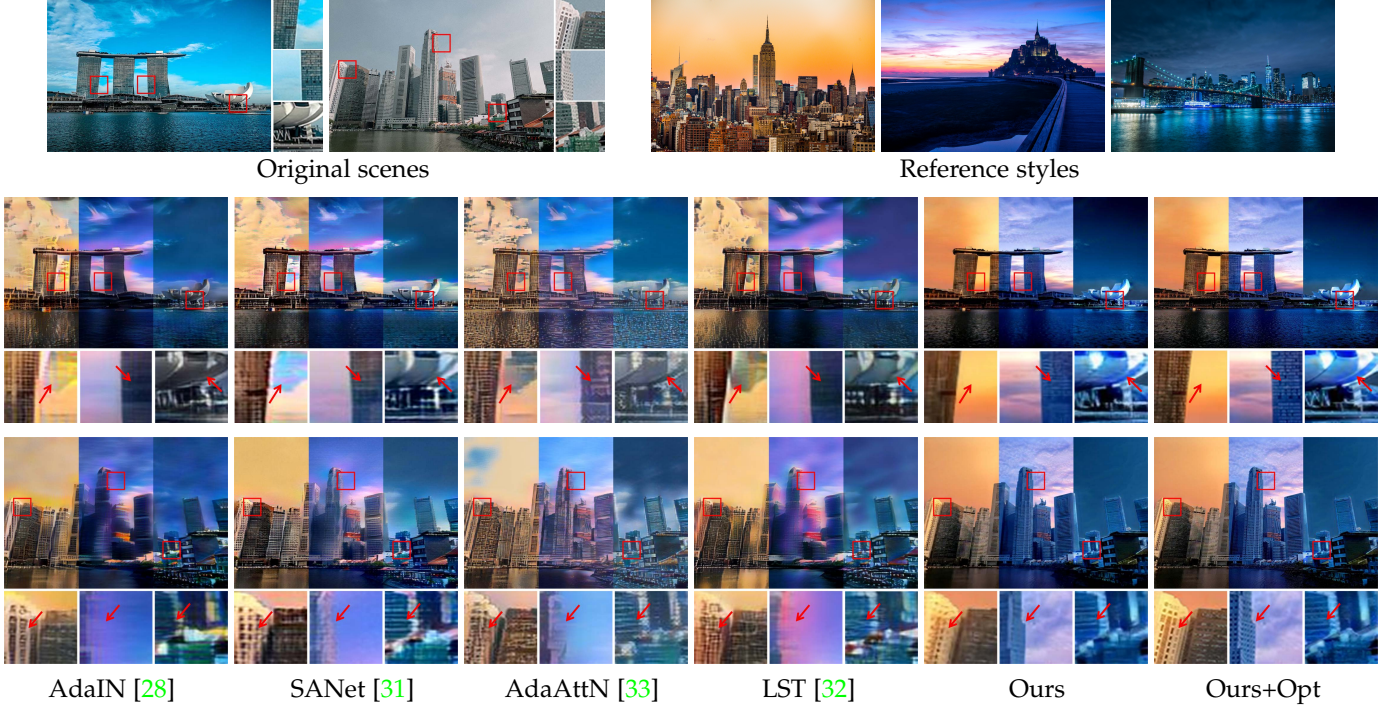 Original scenes
Reference styles
AdaIN [28]
SANet [31]
AdaAttN [33]
LST [32]
Ours
Ours+Opt